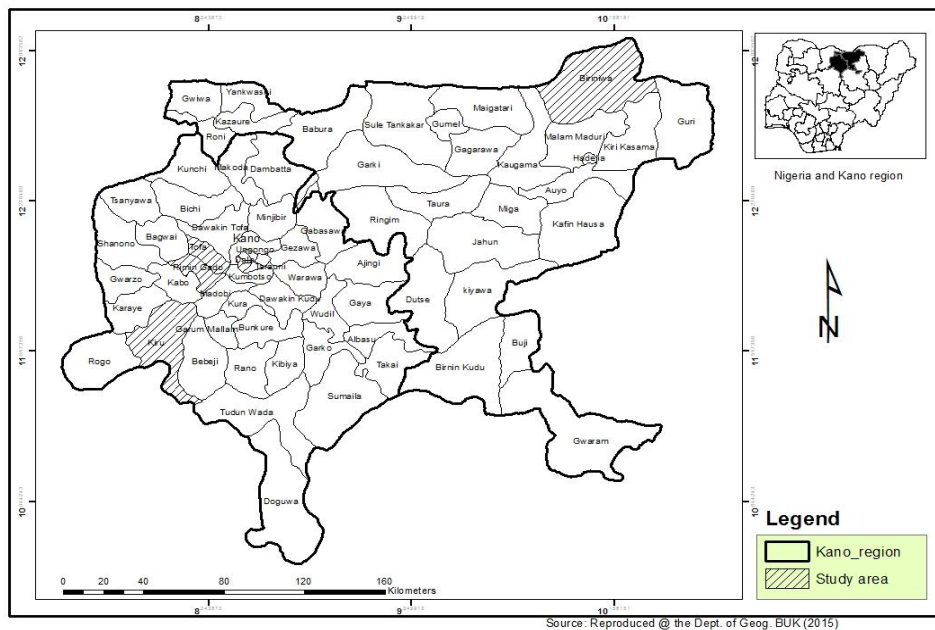 Birniwa
Yankwashi
Gwiwa
Kazaure
Roni
Babura
Sule Tankakar
Gumel
Maigatari
Guri
Malam Maduri
Kiri Kasama
Hadejia
Gagarawa
Kaugama
Garki
Makoda
Dambatta
Kunchi
Tsanyawa
Bichi
Auyo
Taura
Miga
Kafin Hausa
Ringim
Minjibir
Dawakin Tofa
Gabasawa
Kano
Bagwai
Shanono
Tofa
Ungongo
Gezawa
Jahun
Ajingi
Dala
Tarauni
Rimin Gado
Gwarzo
Kabo
Kumbotso
Warawa
Madobi
Dawakin Kudu
Kura
Karaye
Wudil
Gaya
Dutse
kiyawa
Garum Mallam
Bunkure
Kiru
Garko
Albasu
Buji
Rogo
Bebeji
Rano
Kibiya
Takai
Birnin Kudu
Sumaila
Tudun Wada
Gwaram
Doguwa
0 20 40 80 120 160
Kilometers
Nigeria and Kano region
N
Legend
Kano_region
Study area
Source: Reproduced @ the Dept. of Geog. BUK (2015)